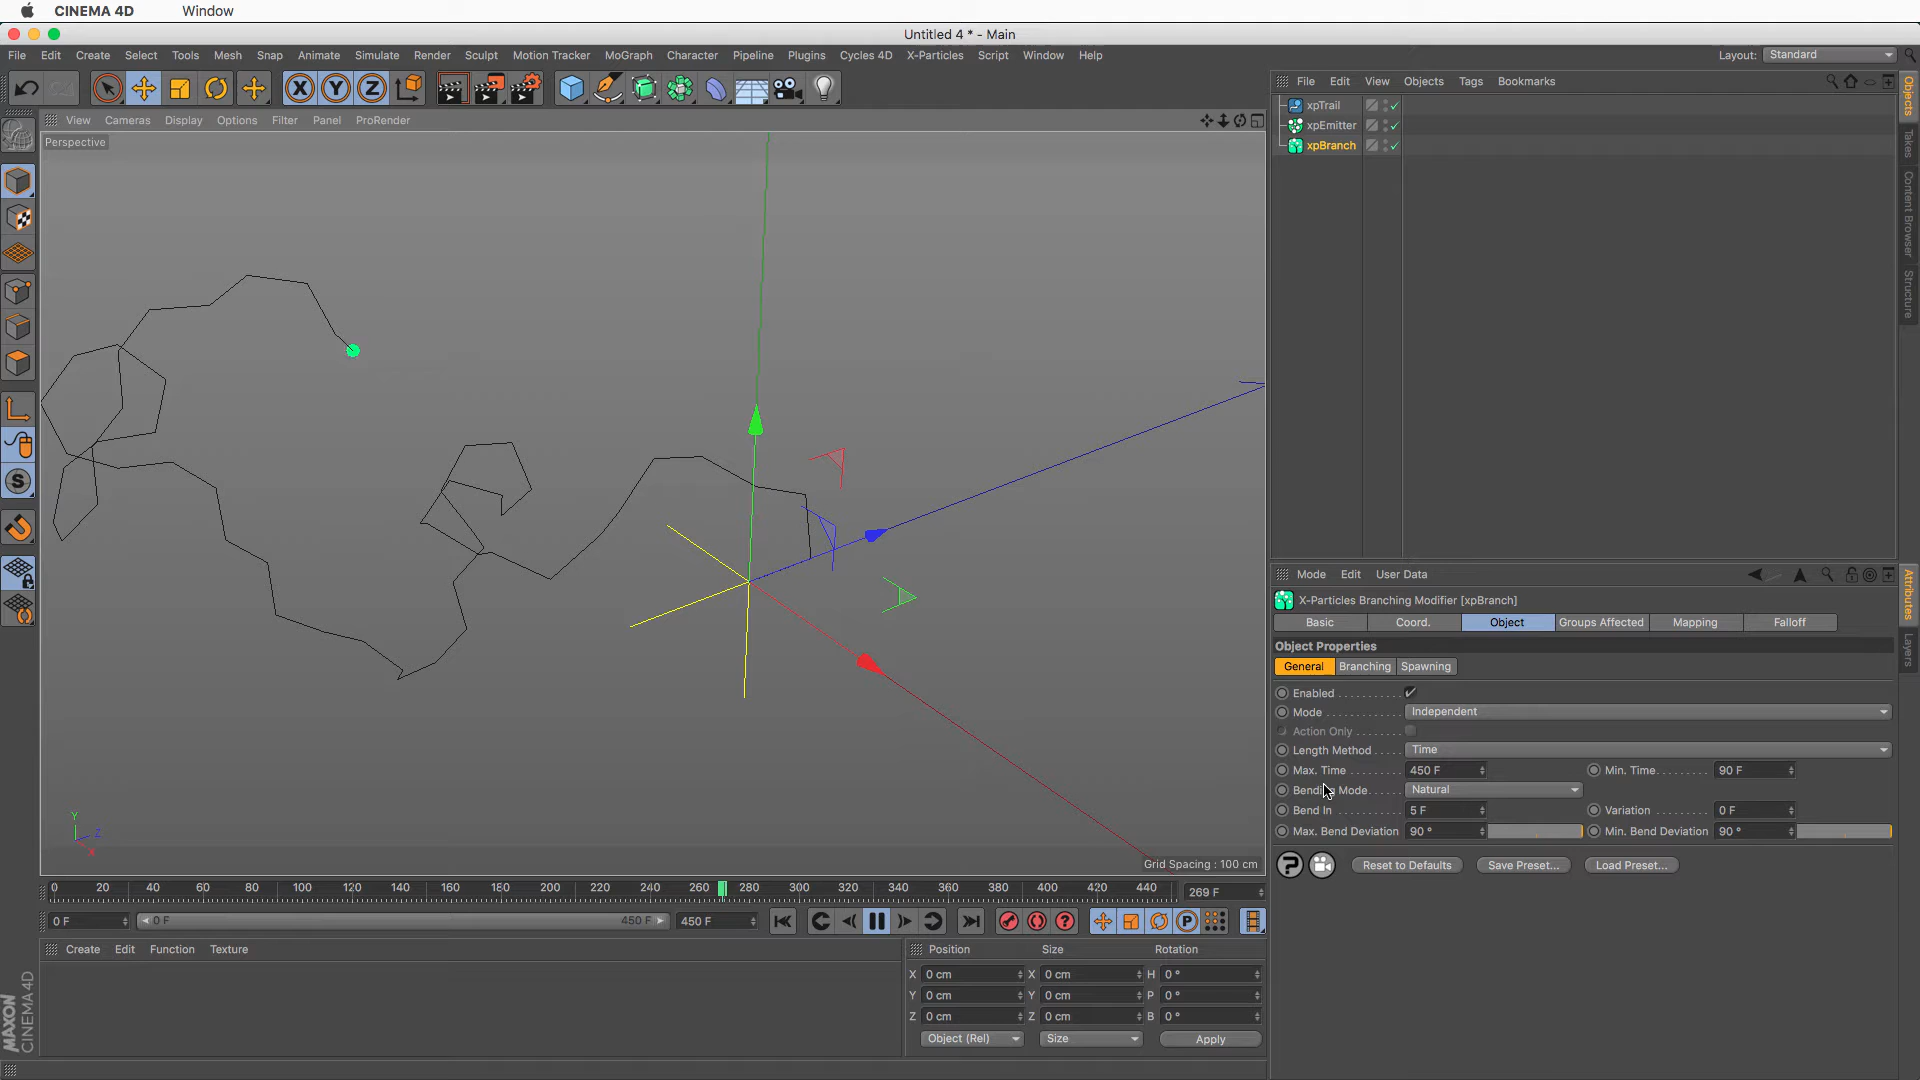 CINEMA 4D Window
Untitled 4 * - Main
File Edit Create Select Tools Mesh Snap Animate Simulate Render Sculpt Motion Tracker MoGraph Character Pipeline Plugins Cycles 4D X-Particles Script Window Help Layout: Standard
X Y Z
File Edit View Objects Tags Bookmarks
View Cameras Display Options Filter Panel ProRender
Perspective
xpTrail
xpEmitter
xpBranch
Objects
Takes
Content Browser
Structure
Y
Z
X
Grid Spacing : 100 cm
Mode Edit User Data
X-Particles Branching Modifier [xpBranch]
Basic Coord. Object Groups Affected Mapping Falloff
Object Properties
General Branching Spawning
Enabled
Mode Independent
Action Only
Length Method Time
Max. Time 450 F Min. Time 90 F
Bending Mode Natural
Bend In 5 F Variation 0 F
Max. Bend Deviation 90 ° Min. Bend Deviation 90 °
Reset to Defaults Save Preset... Load Preset...
Attributes
Layers
0 20 40 60 80 100 120 140 160 180 200 220 240 260 280 300 320 340 360 380 400 420 440 269 F
0 F 0 F 450 F 450 F
Create Edit Function Texture
Position Size Rotation
X 0 cm X 0 cm H 0 °
Y 0 cm Y 0 cm P 0 °
Z 0 cm Z 0 cm B 0 °
Object (Rel) Size Apply
MAXON
CINEMA 4D